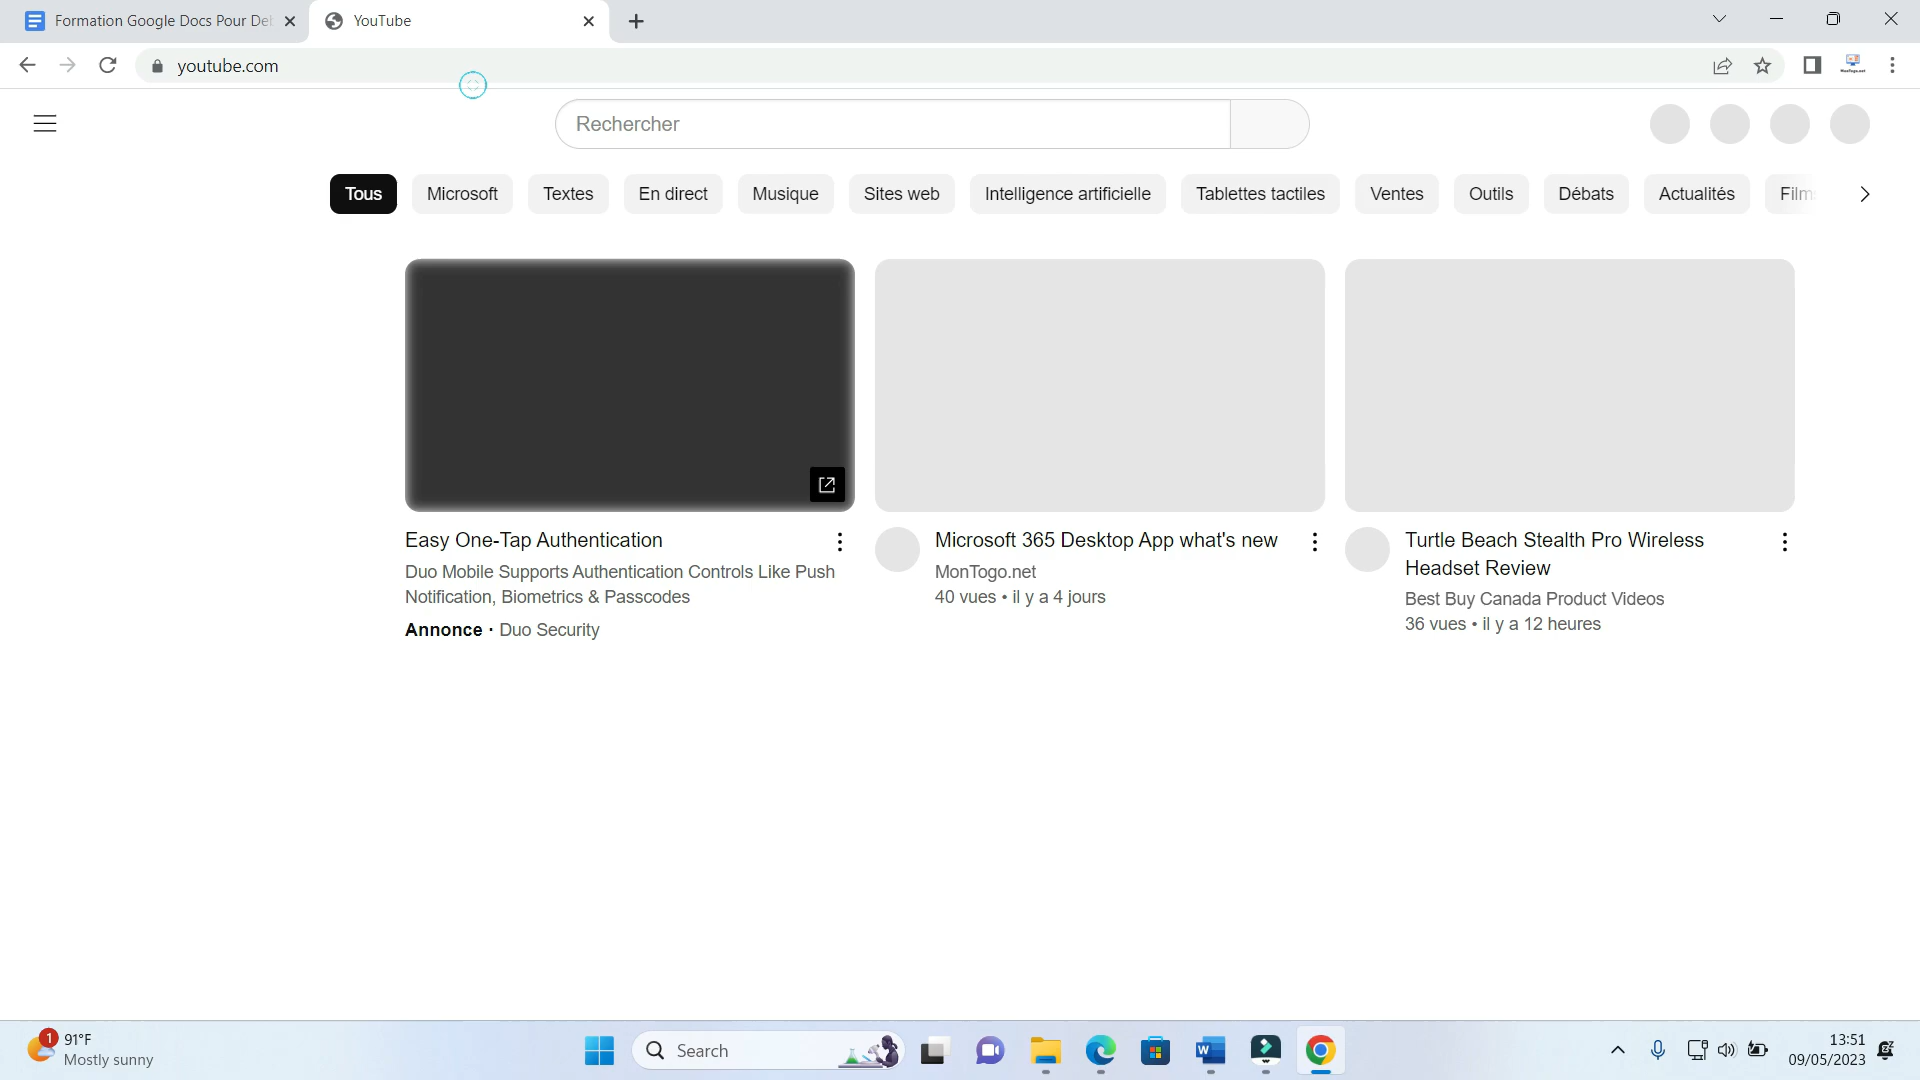 Formation Google Docs Pour De
YouTube
youtube.com
Rechercher
Tous
Microsoft
Textes
En direct
Musique
Sites web
Intelligence artificielle
Tablettes tactiles
Ventes
Outils
Débats
Actualités
Film
Easy One-Tap Authentication
Duo Mobile Supports Authentication Controls Like Push
Notification, Biometrics & Passcodes
Annonce · Duo Security
Microsoft 365 Desktop App what's new
MonTogo.net
40 vues • il y a 4 jours
Turtle Beach Stealth Pro Wireless
Headset Review
Best Buy Canada Product Videos
36 vues • il y a 12 heures
1
91°F
Mostly sunny
Search
13:51
09/05/2023